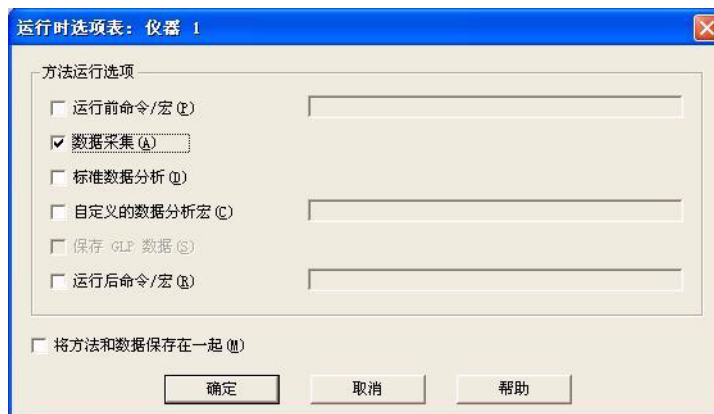 运行时选项表: 仪器 1
方法运行选项
运行前命令/宏(P)
数据采集(A)
标准数据分析(D)
自定义的数据分析宏(C)
保存 GLP 数据(S)
运行后命令/宏(R)
将方法和数据保存在一起(M)
确定 取消 帮助